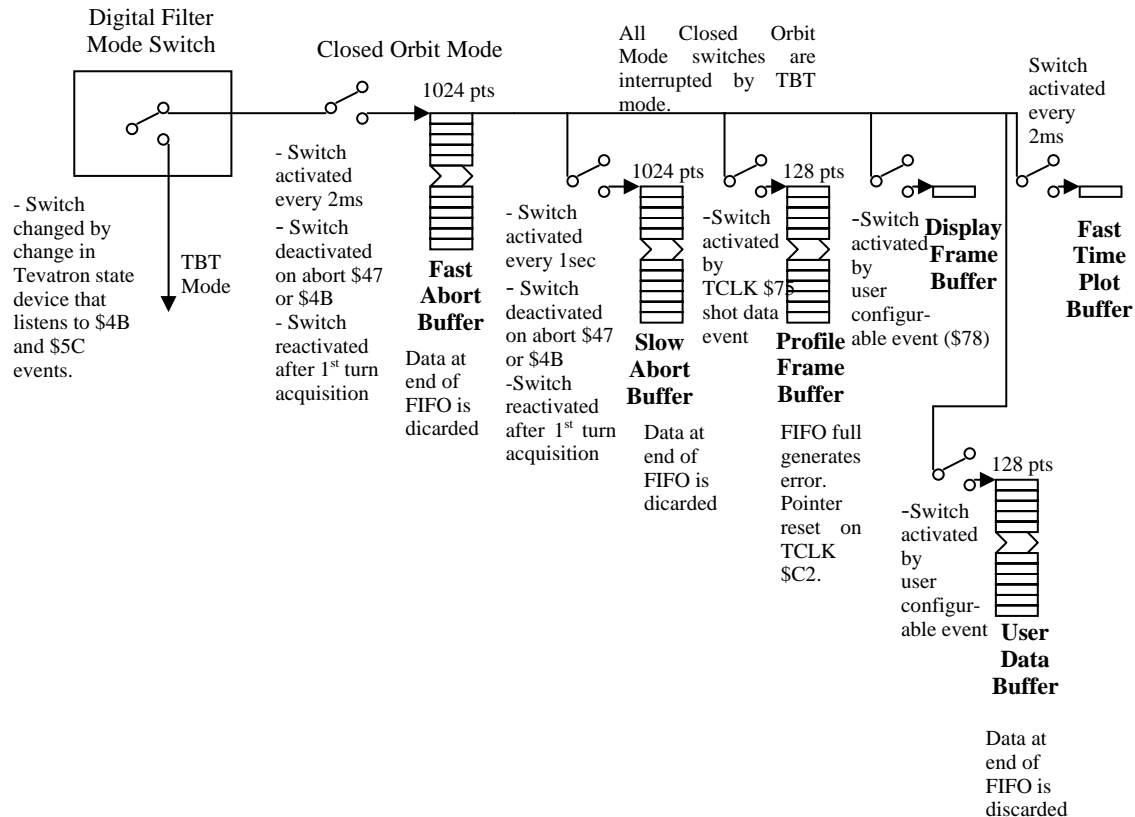 Digital Filter
Mode Switch
- Switch
changed by
change in
Tevatron state
device that
listens to $4B
and $5C
events.
TBT
Mode
Closed Orbit Mode
- Switch
activated
every 2ms
- Switch
deactivated
on abort $47
or $4B
- Switch
reactivated
after 1st turn
acquisition
1024 pts
Fast
Abort
Buffer
Data at
end of
FIFO is
dicarded
All Closed Orbit
Mode switches are
interrupted by TBT
mode.
- Switch
activated
every 1sec
- Switch
deactivated
on abort $47
or $4B
-Switch
reactivated
after 1st turn
acquisition
1024 pts
Slow
Abort
Buffer
Data at
end of
FIFO is
dicarded
-Switch
activated
by
TCLK $75
shot data
event
128 pts
Profile
Frame
Buffer
FIFO full
generates
error.
Pointer
reset on
TCLK
$C2.
-Switch
activated
by
user
configur-
able event ($78)
Display
Frame
Buffer
Switch
activated
every
2ms
Fast
Time
Plot
Buffer
-Switch
activated
by
user
configur-
able event
128 pts
User
Data
Buffer
Data at
end of
FIFO is
discarded